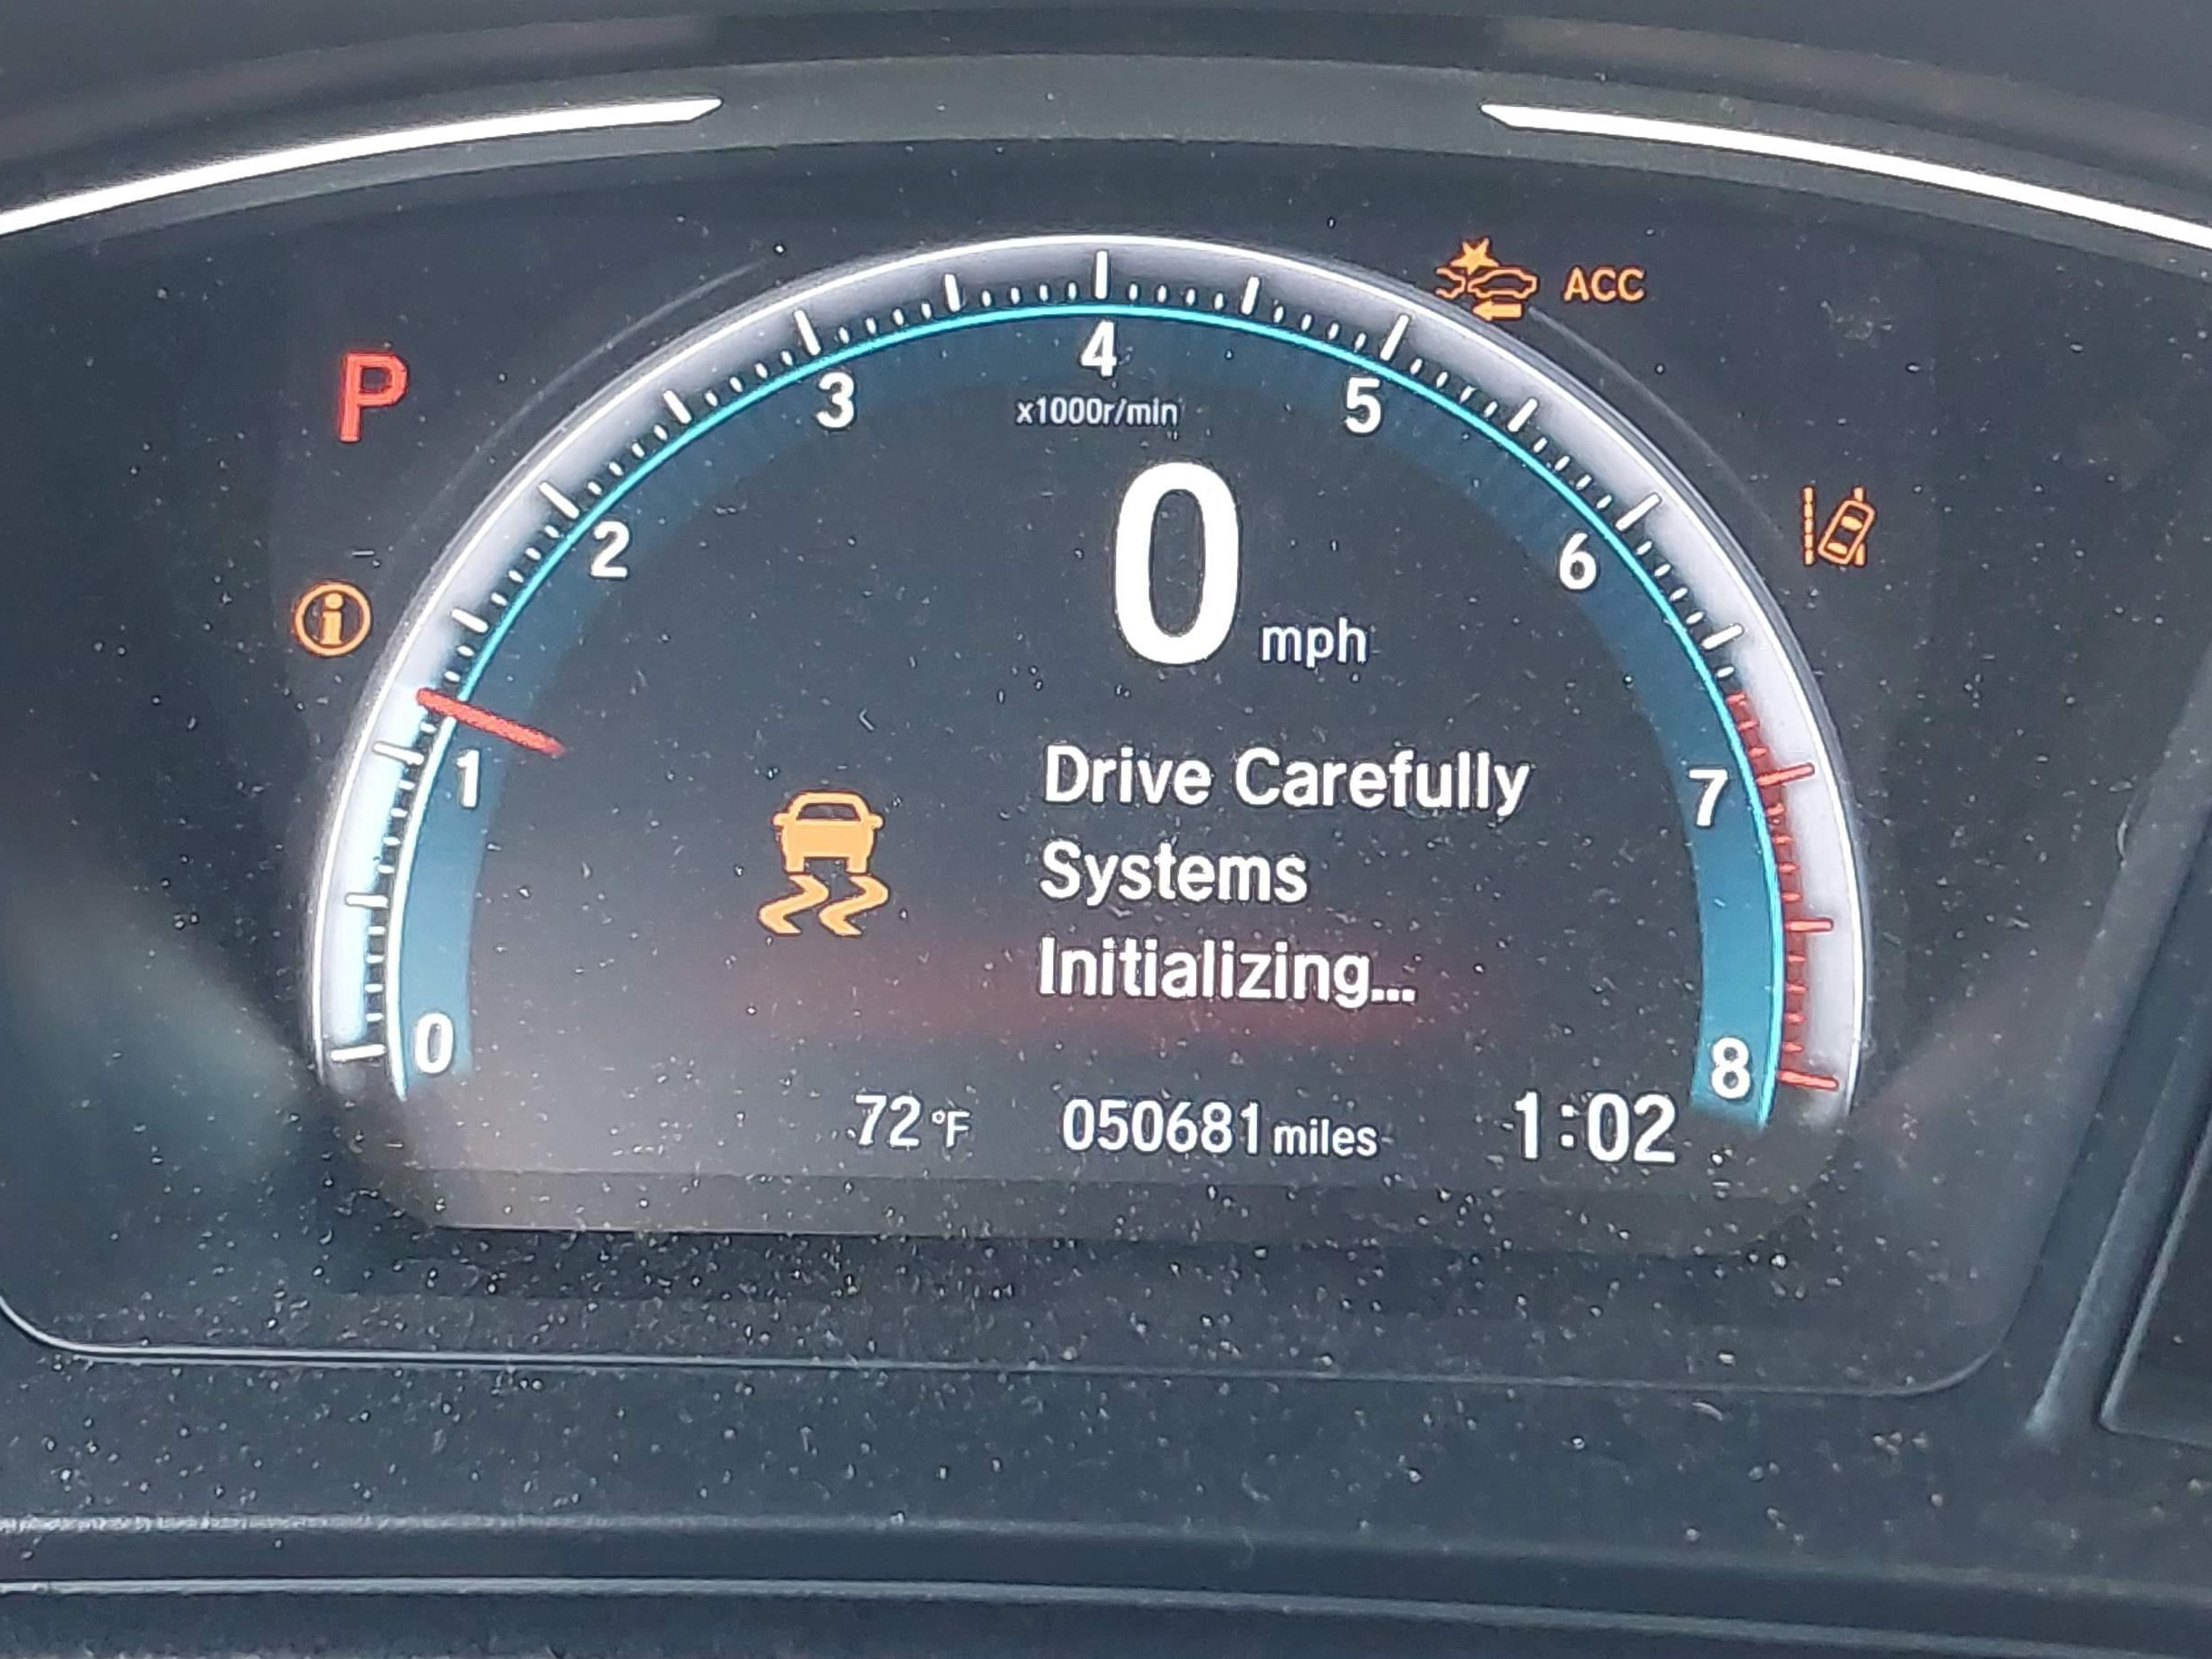 ACC
P
4
3
5
x1000r/min
2
0
6
i
mph
1
Drive Carefully
7
Systems
Initializing...
0
8
72°F 050681 miles 1:02